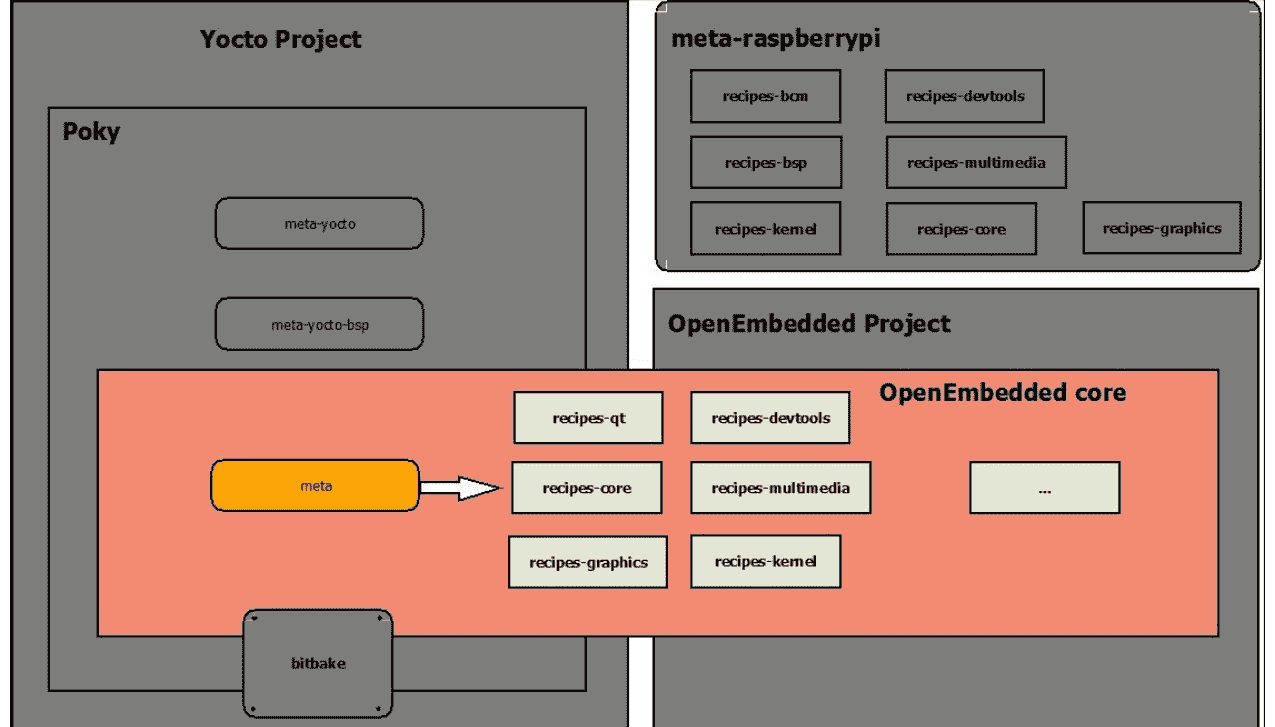 Yocto Project
Poky
meta-yocto
meta-yocto-bsp
meta-raspberrypi
recipes-bcm
recipes-devtools
recipes-bsp
recipes-multimedia
recipes-kernel
recipes-core
recipes-graphics
OpenEmbedded Project
OpenEmbedded core
recipes-qt
recipes-devtools
meta
recipes-core
recipes-multimedia
...
recipes-graphics
recipes-kernel
bitbake